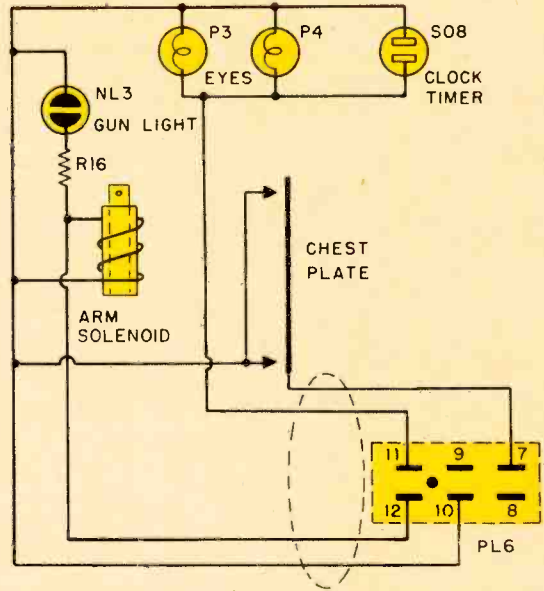 P3
P4
SO8
EYES
CLOCK
TIMER
NL3
GUN LIGHT
R16
CHEST
PLATE
ARM
SOLENOID
11 9 7
12 10 8
PL6